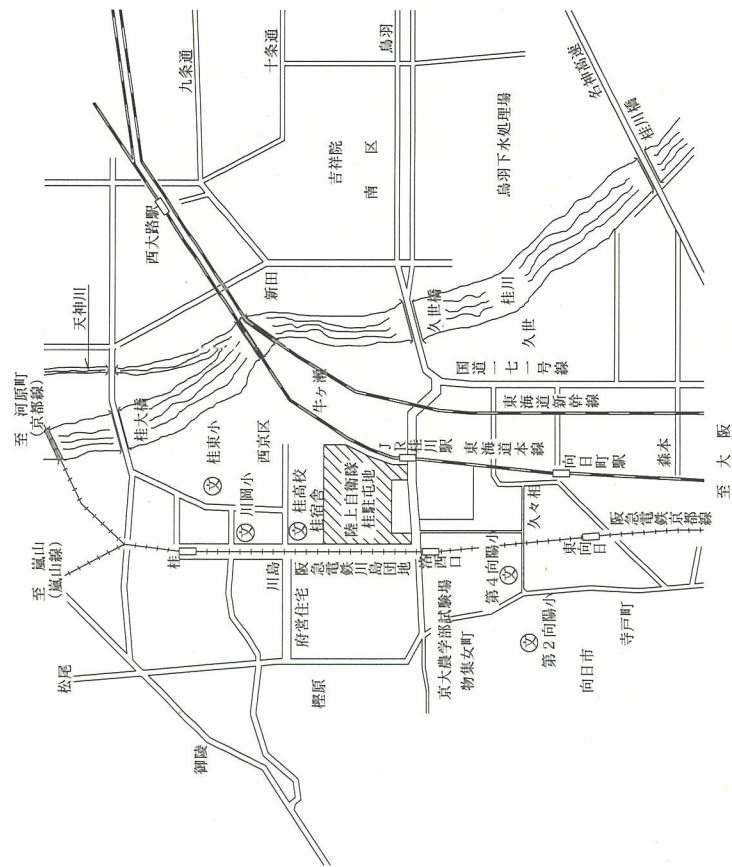 至 河原町
(京都線)
天神川
西大路駅
九条通
十条通
鳥羽
名神高速
桂川橋
吉祥院
南区
鳥羽下水処理場
新田
桂大橋
至 嵐山
(嵐山線)
桂東小
西京区
牛ケ瀬
久世橋
桂川
久世
国道一七一号線
東海道新幹線
JR桂川駅
東海道本線
向日町駅
森本
至 大阪
川岡小
桂高校
桂宿舎
陸上自衛隊
桂駐屯地
桂
川島
阪急電鉄川島団地
洛西口
久々相
東向日
阪急電鉄京都線
松尾
府営住宅
京大農学部試験場
物集女町
第4向陽小
第2向陽小
向日市
寺戸町
樫原
御陵
文
文
文
文
文